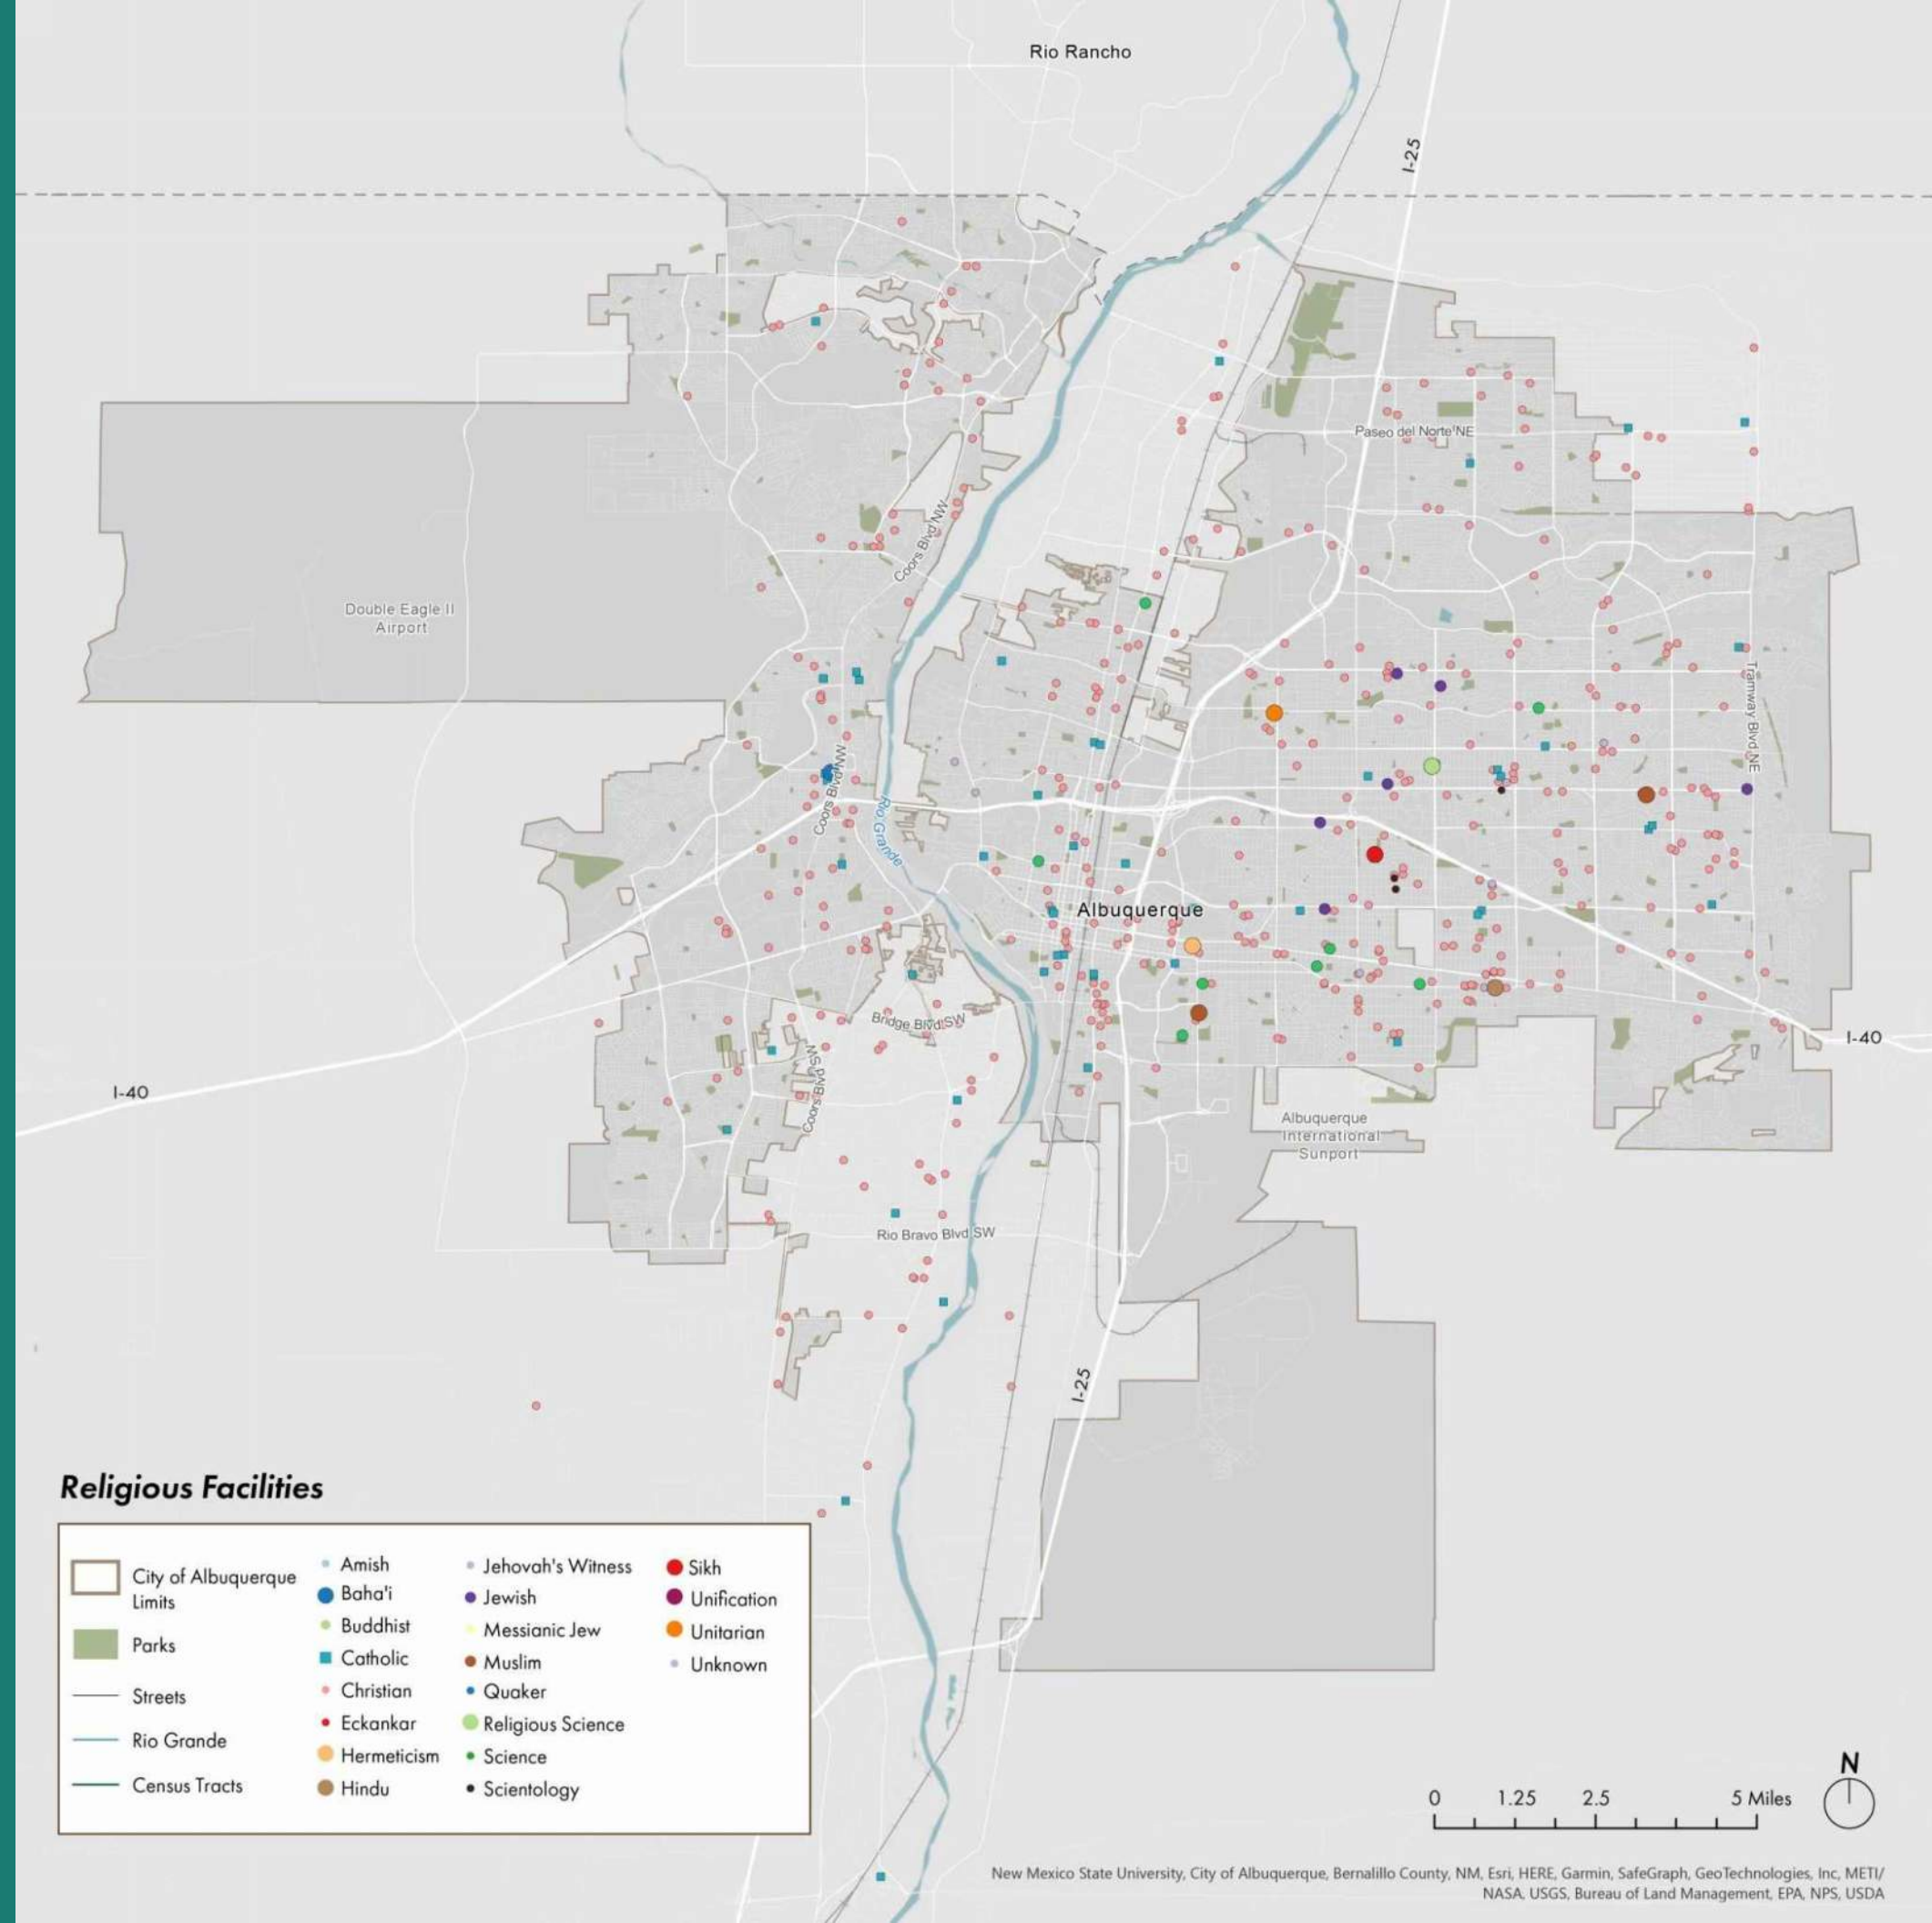 Rio Rancho
I-25
Paseo del Norte NE
Coors Blvd NW
Double Eagle II
Airport
Tramway Blvd NE
Coors Blvd NW
Rio Grande
Albuquerque
Bridge Blvd SW
I-40
I-40
Coors Blvd SW
Albuquerque
International
Sunport
Rio Bravo Blvd SW
I-25
Religious Facilities
City of Albuquerque
Limits
Parks
Streets
Rio Grande
Census Tracts
Amish
Baha'i
Buddhist
Catholic
Christian
Eckankar
Hermeticism
Hindu
Jehovah's Witness
Jewish
Messianic Jew
Muslim
Quaker
Religious Science
Science
Scientology
Sikh
Unification
Unitarian
Unknown
N
0 1.25 2.5 5 Miles
New Mexico State University, City of Albuquerque, Bernalillo County, NM, Esri, HERE, Garmin, SafeGraph, GeoTechnologies, Inc, METI/
NASA, USGS, Bureau of Land Management, EPA, NPS, USDA